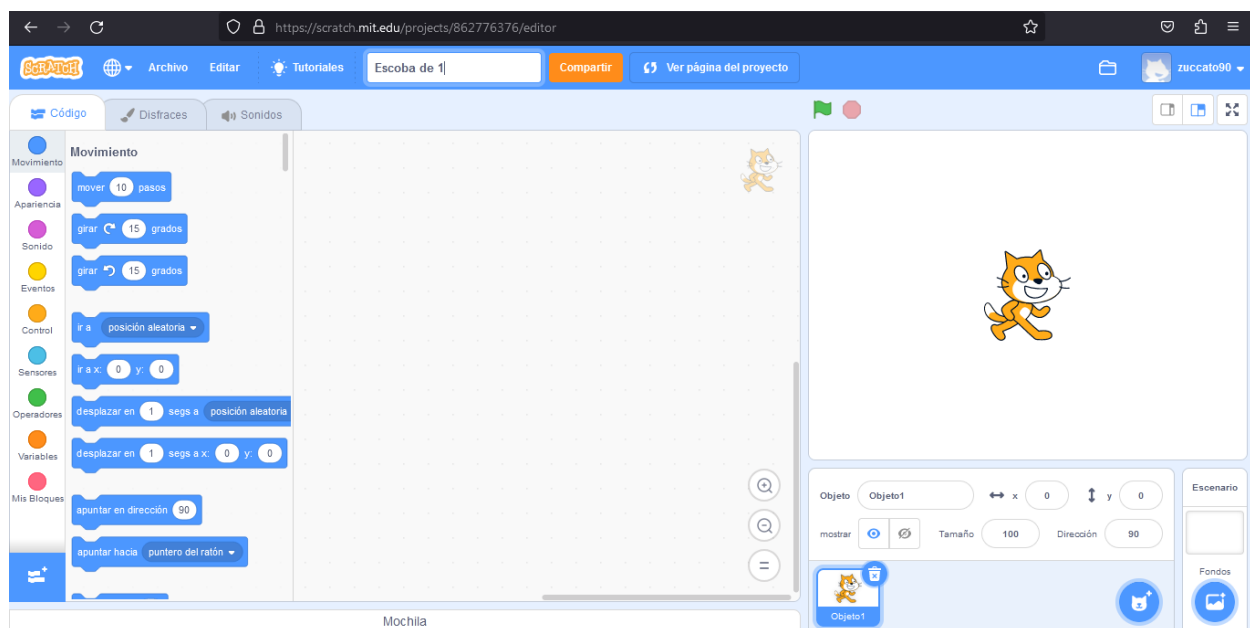 https://scratch.mit.edu/projects/862776376/editor
SCRATCH Archivo Editar Tutoriales Escoba de 1 Compartir Ver página del proyecto zuccato90
Código Disfraces Sonidos
Movimiento
Apariencia
Sonido
Eventos
Control
Sensores
Operadores
Variables
Mis Bloques
Movimiento
mover 10 pasos
girar 15 grados
girar 15 grados
ir a posición aleatoria
ir a x: 0 y: 0
desplazar en 1 segs a posición aleatoria
desplazar en 1 segs a x: 0 y: 0
apuntar en dirección 90
apuntar hacia puntero del ratón
Mochila
Objeto Objeto1 x 0 y 0
mostrar Tamaño 100 Dirección 90
Objeto1
Escenario
Fondos